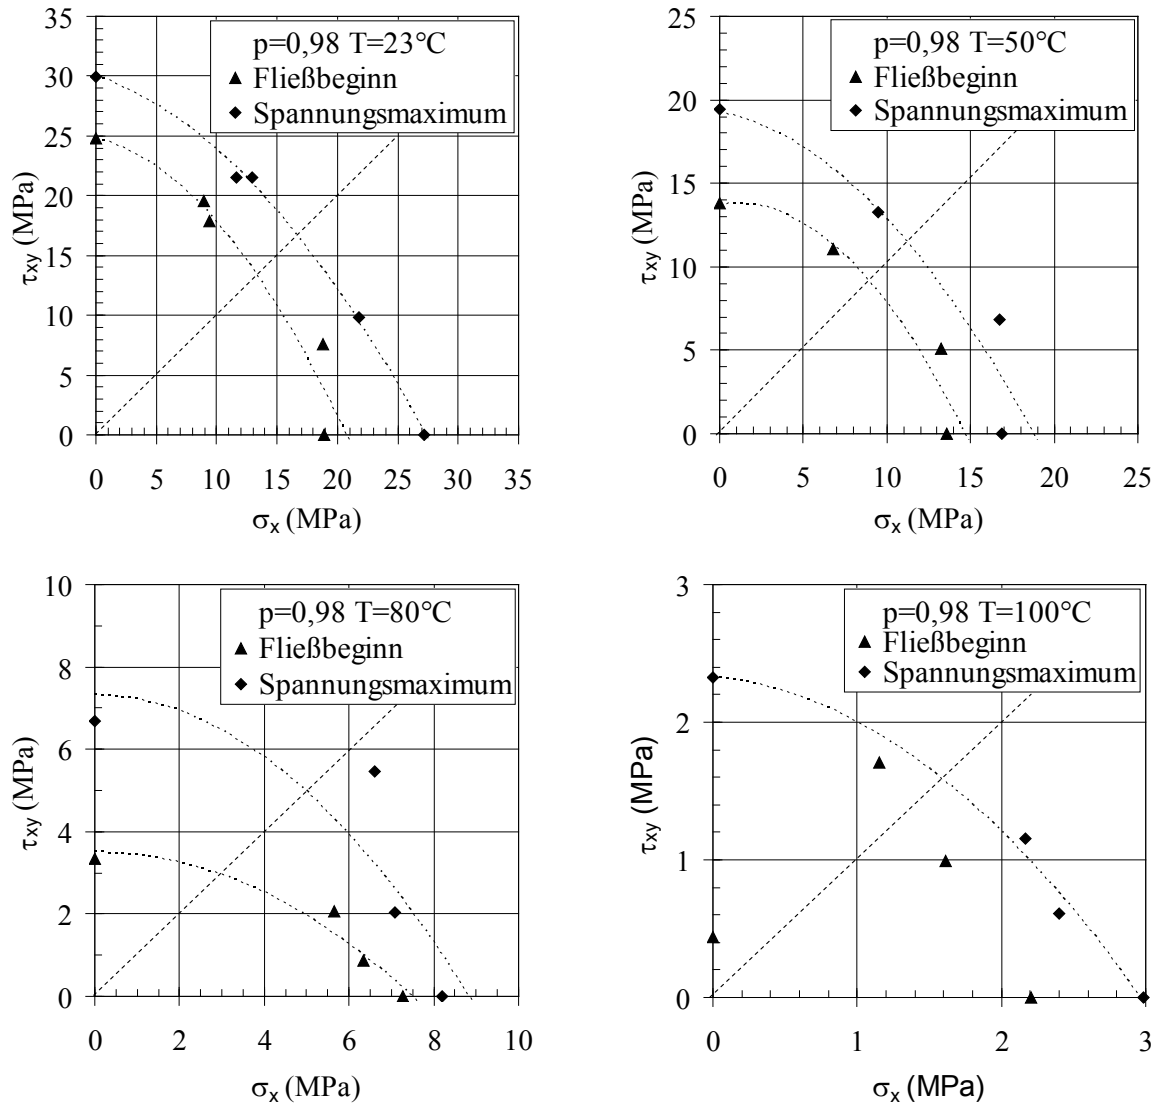 p=0,98 T=23°C
Fließbeginn
Spannungsmaximum
35
30
25
20
15
10
5
0
τxy (MPa)
0 5 10 15 20 25 30 35
σx (MPa)
p=0,98 T=50°C
Fließbeginn
Spannungsmaximum
25
20
15
10
5
0
τxy (MPa)
0 5 10 15 20 25
σx (MPa)
p=0,98 T=80°C
Fließbeginn
Spannungsmaximum
10
8
6
4
2
0
τxy (MPa)
0 2 4 6 8 10
σx (MPa)
p=0,98 T=100°C
Fließbeginn
Spannungsmaximum
3
2
1
0
τxy (MPa)
0 1 2 3
σx (MPa)